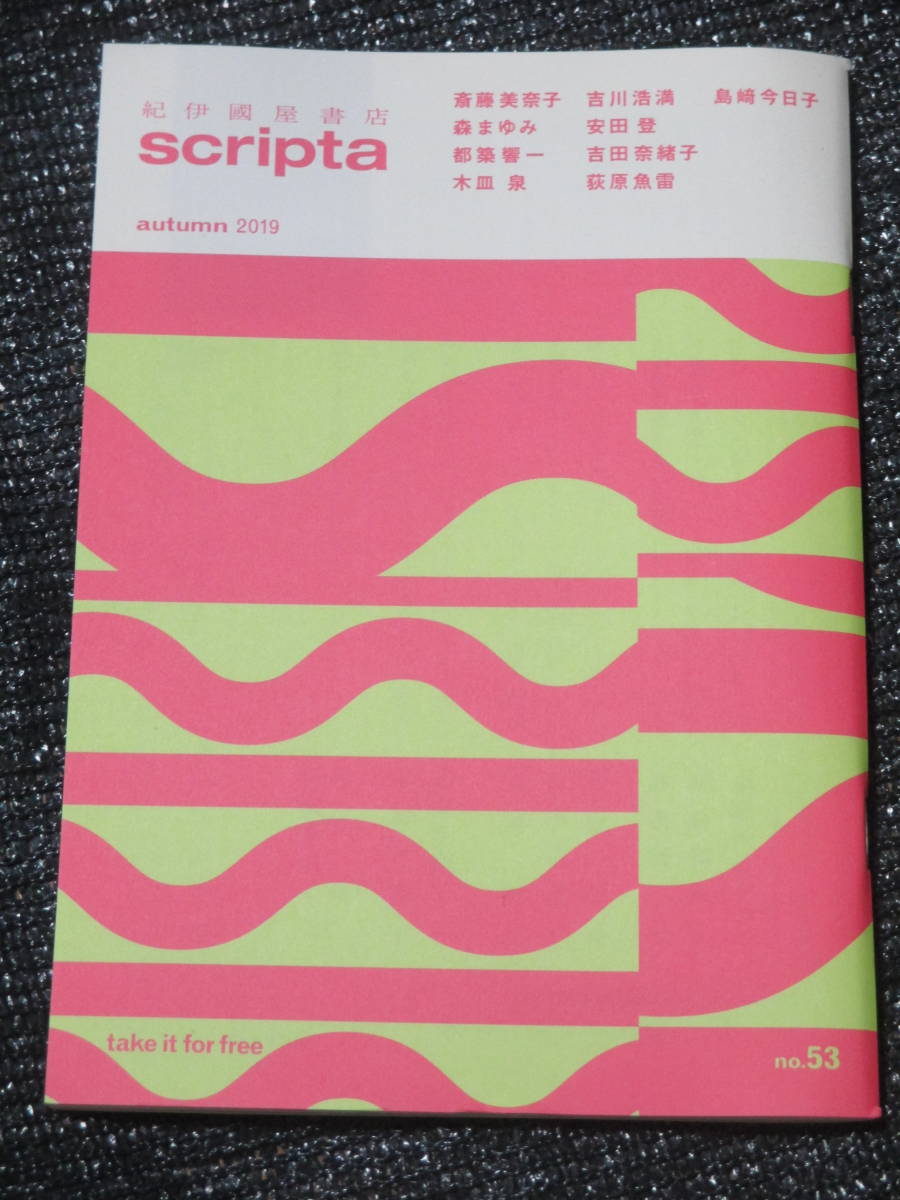 紀伊國屋書店
scripta
autumn 2019
斎藤美奈子
森まゆみ
都築響一
木皿 泉
吉川浩満
安田 登
吉田奈緒子
荻原魚雷
島﨑今日子
take it for free
no.53